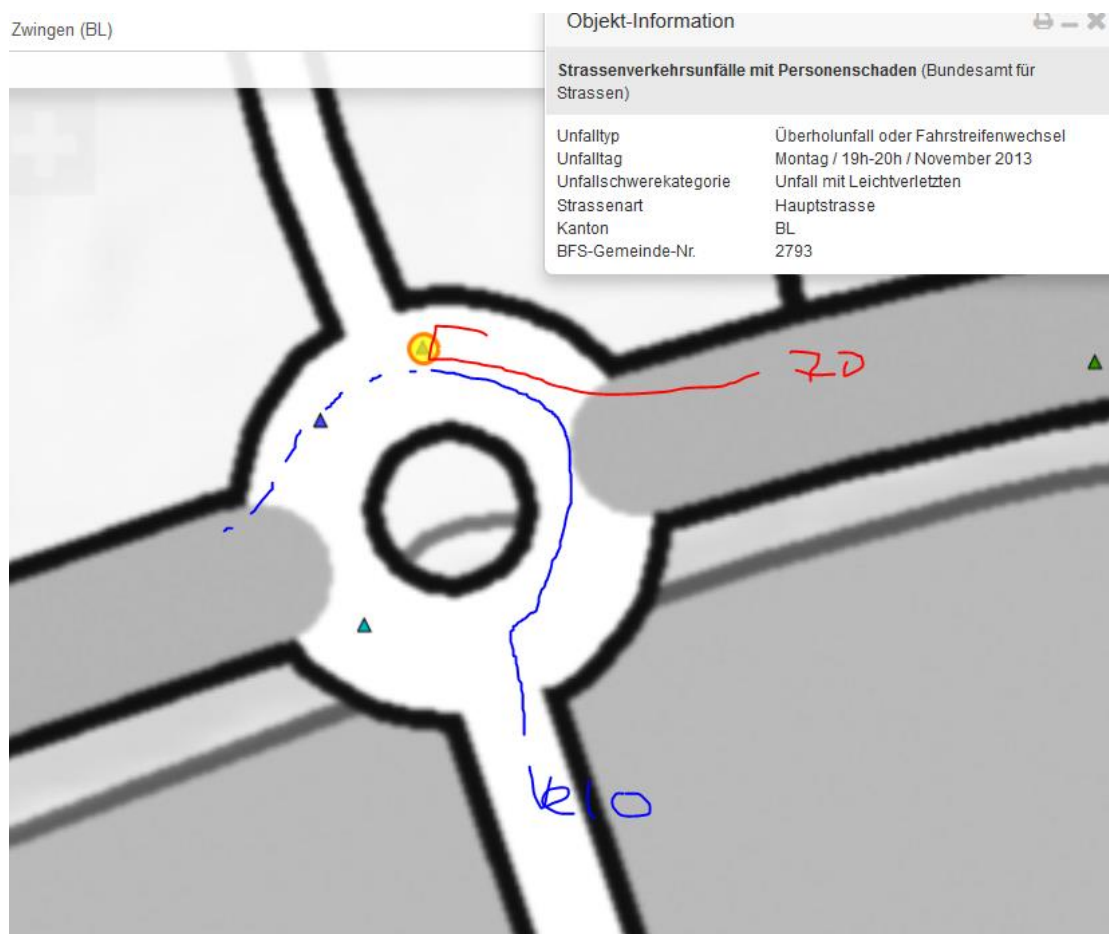 Zwingen (BL)
Objekt-Information
Strassenverkehrsunfälle mit Personenschaden (Bundesamt für
Strassen)
Unfalltyp Überholunfall oder Fahrstreifenwechsel
Unfalltag Montag / 19h-20h / November 2013
Unfallschwerekategorie Unfall mit Leichtverletzten
Strassenart Hauptstrasse
Kanton BL
BFS-Gemeinde-Nr. 2793
70
Velo